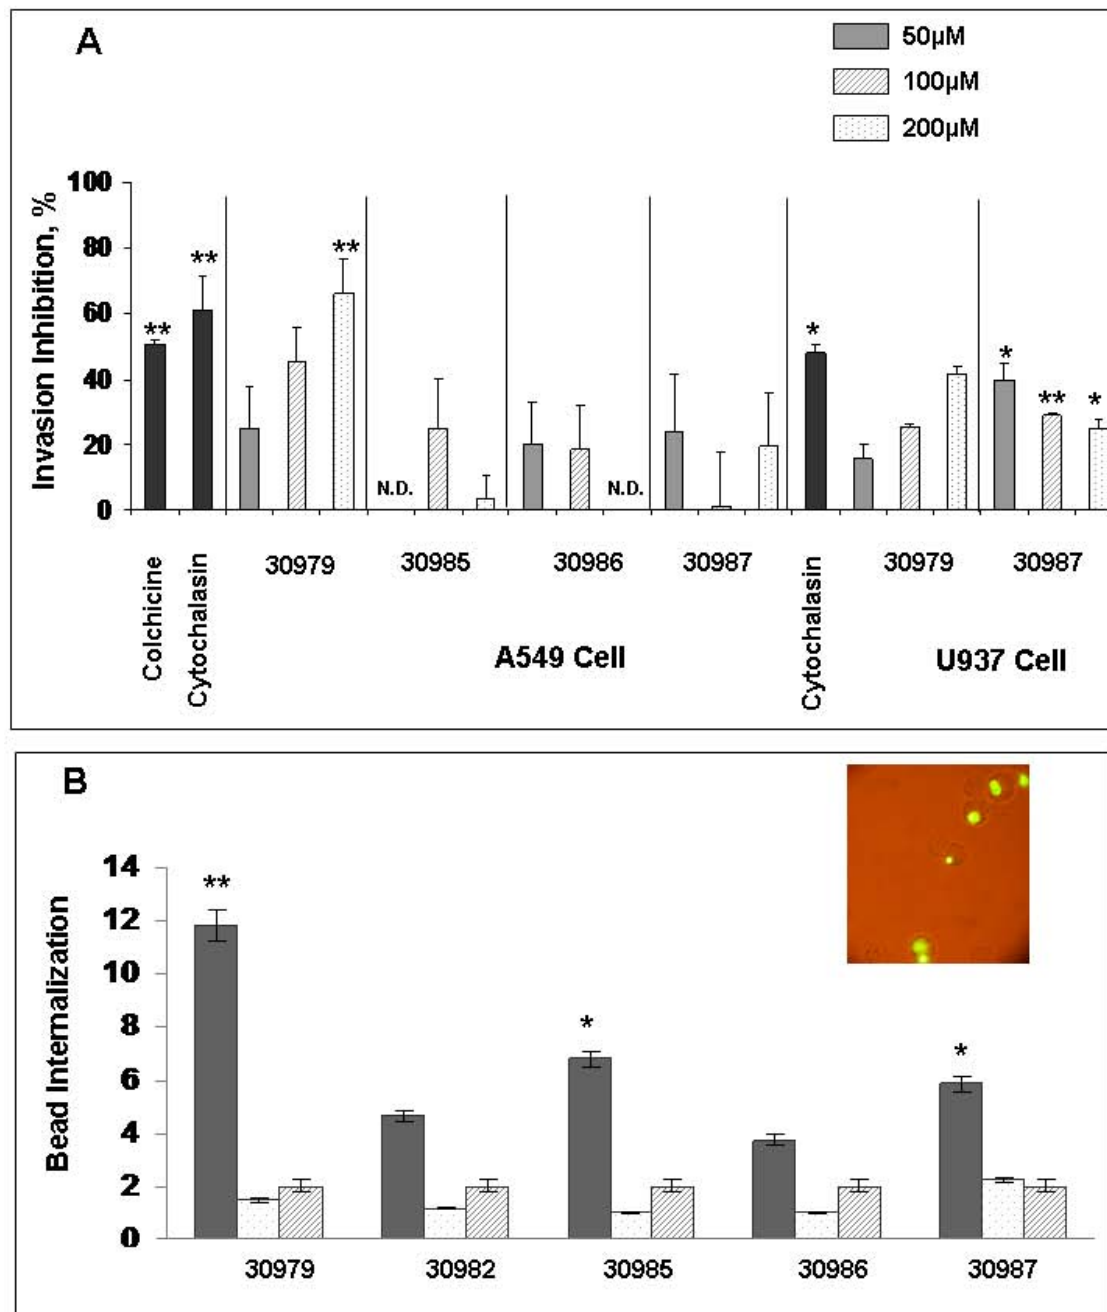 A
50µM
100µM
200µM
Invasion Inhibition, %
100
80
60
40
20
0
**
**
**
*
*
**
*
N.D.
N.D.
Colchicine
Cytochalasin
30979
30985
30986
30987
Cytochalasin
30979
30987
A549 Cell
U937 Cell
B
Bead Internalization
14
12
10
8
6
4
2
0
**
*
*
30979
30982
30985
30986
30987